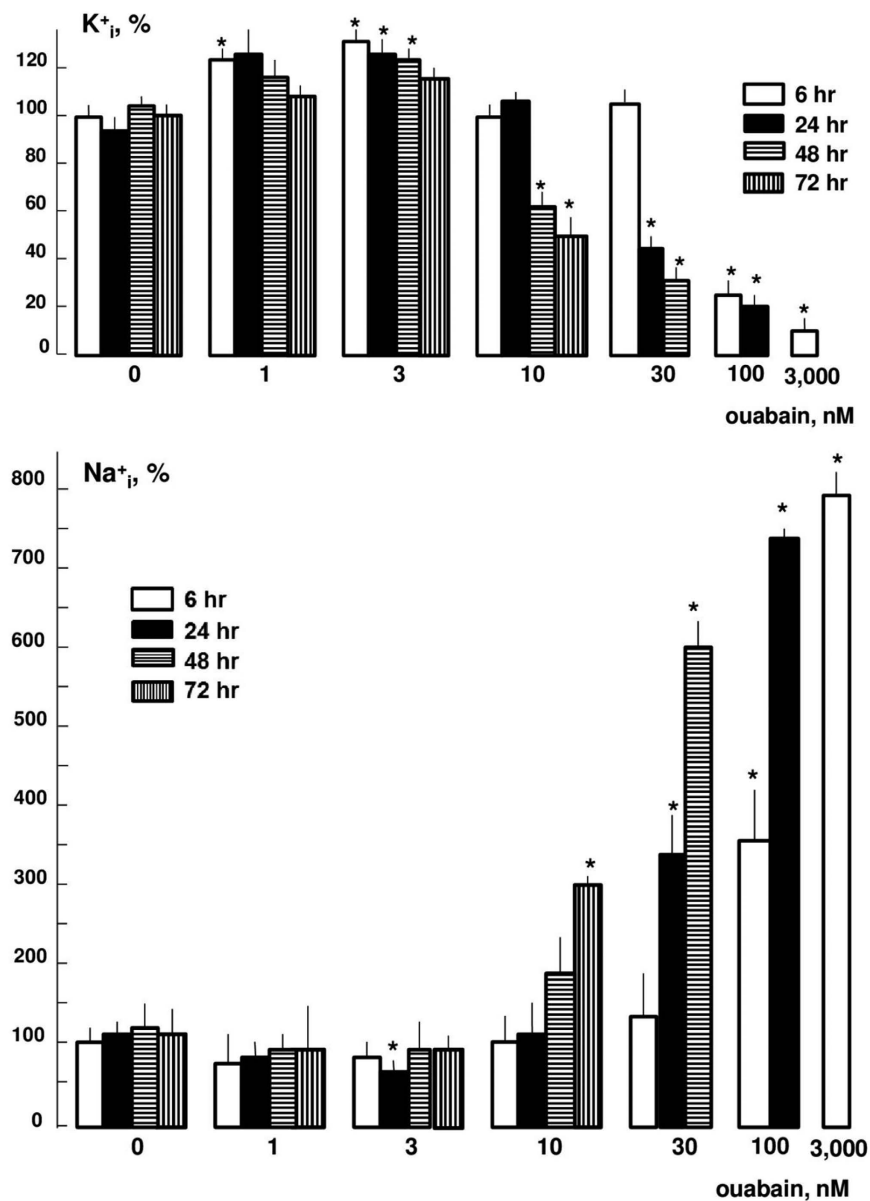 K⁺ᵢ, %
120
100
80
60
40
20
0
6 hr
24 hr
48 hr
72 hr
* * * * * * * * * * *
0 1 3 10 30 100 3,000
ouabain, nM
Na⁺ᵢ, %
800
700
600
500
400
300
200
100
0
6 hr
24 hr
48 hr
72 hr
* * * * * * *
0 1 3 10 30 100 3,000
ouabain, nM